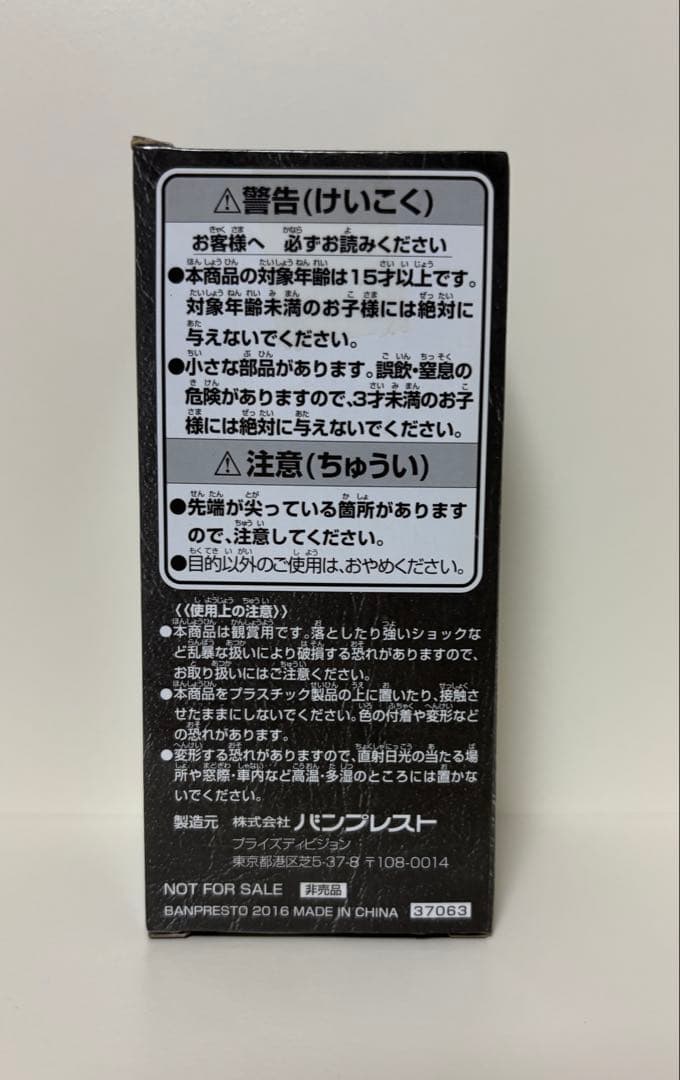 ⚠警告(けいこく)
お客様へ 必ずお読みください
●本商品の対象年齢は15才以上です。
対象年齢未満のお子様には絶対に
与えないでください。
●小さな部品があります。誤飲・窒息の
危険がありますので、3才未満のお子
様には絶対に与えないでください。
⚠注意(ちゅうい)
●先端が尖っている箇所があります
ので、注意してください。
●目的以外のご使用は、おやめください。
《使用上の注意》
●本商品は観賞用です。落としたり強いショックな
ど乱暴な扱いにより破損する恐れがありますので、
お取り扱いにはご注意ください。
●本商品をプラスチック製品の上に置いたり、接触さ
せたままにしないでください。色の付着や変形など
の恐れがあります。
●変形する恐れがありますので、直射日光の当たる場
所や窓際・車内など高温・多湿のところには置かな
いでください。
製造元 株式会社 バンプレスト
プライズディビジョン
東京都港区芝5-37-8 〒108-0014
NOT FOR SALE 非売品
BANPRESTO 2016 MADE IN CHINA 37063